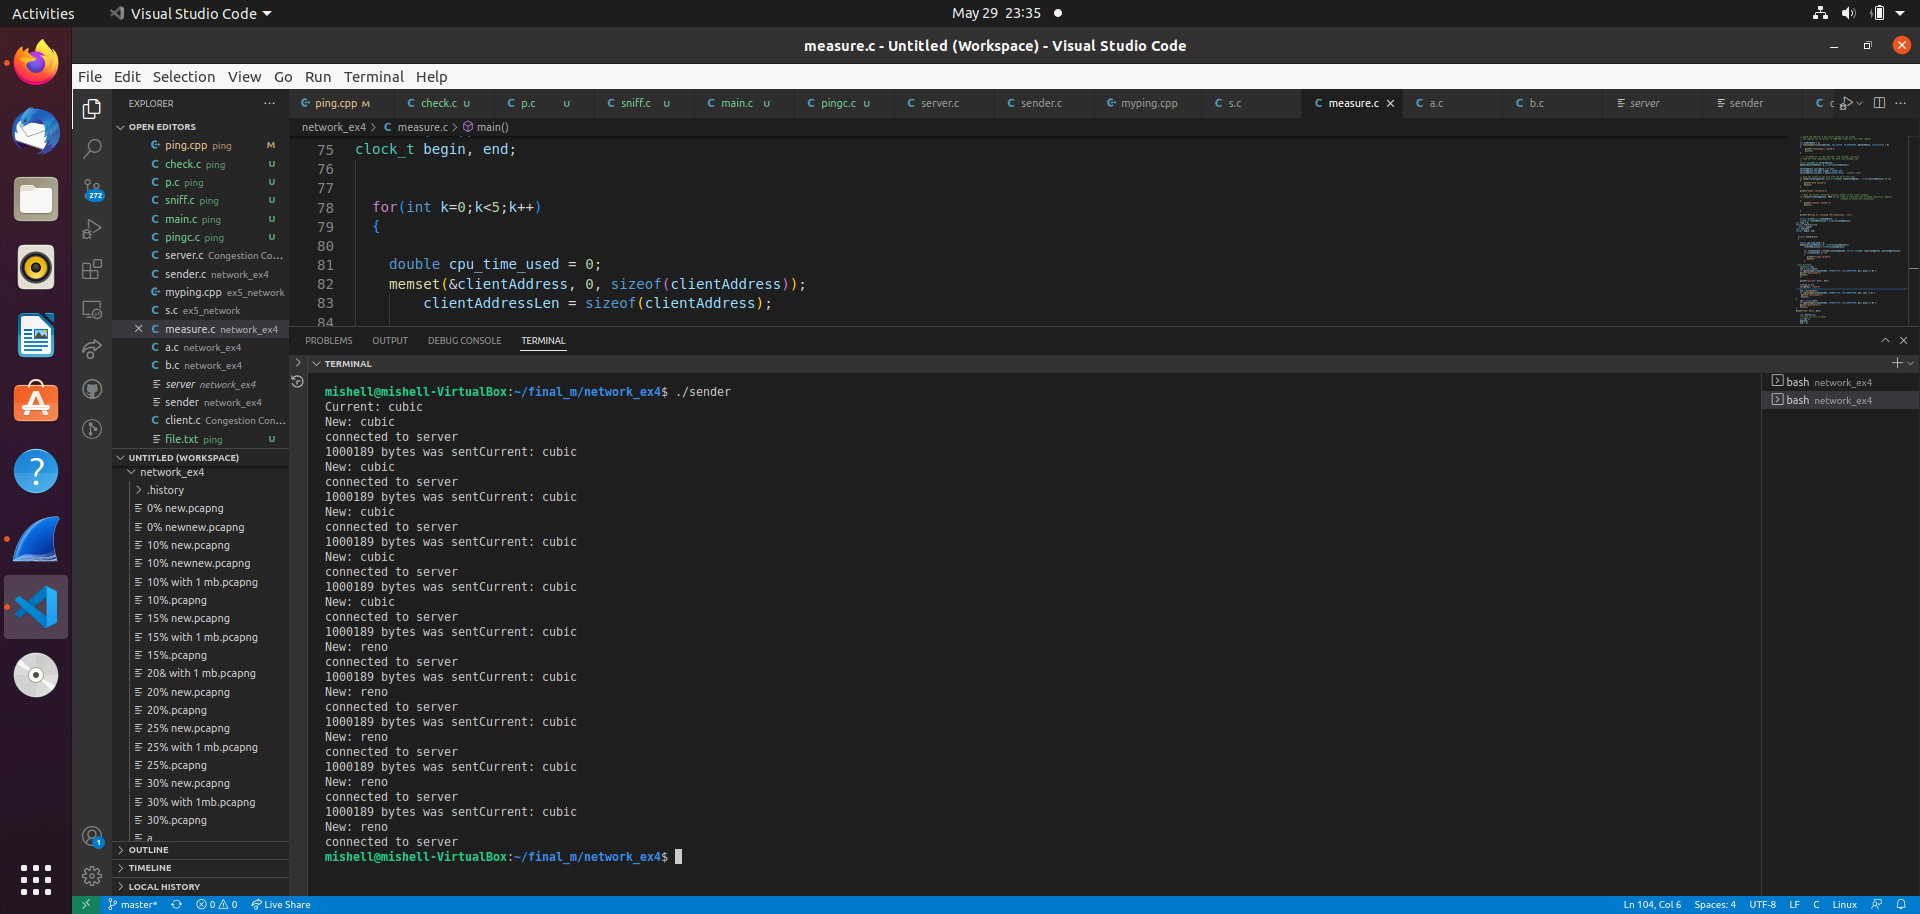 Activities
Visual Studio Code
May 29 23:35
measure.c - Untitled (Workspace) - Visual Studio Code
File Edit Selection View Go Run Terminal Help
EXPLORER
OPEN EDITORS
ping.cpp ping M
check.c ping U
p.c ping U
sniff.c ping U
main.c ping U
pingc.c ping U
server.c Congestion Co...
sender.c network_ex4
myping.cpp ex5_network
s.c ex5_network
measure.c network_ex4
a.c network_ex4
b.c network_ex4
server network_ex4
sender network_ex4
client.c Congestion Con...
file.txt ping U
UNTITLED (WORKSPACE)
network_ex4
.history
0% new.pcapng
0% newnew.pcapng
10% new.pcapng
10% newnew.pcapng
10% with 1 mb.pcapng
10%.pcapng
15% new.pcapng
15% with 1 mb.pcapng
15%.pcapng
20& with 1 mb.pcapng
20% new.pcapng
20%.pcapng
25% new.pcapng
25% with 1 mb.pcapng
25%.pcapng
30% new.pcapng
30% with 1mb.pcapng
30%.pcapng
a
OUTLINE
TIMELINE
LOCAL HISTORY
272
1
ping.cpp M check.c U p.c U sniff.c U main.c U pingc.c U server.c sender.c myping.cpp s.c measure.c a.c b.c server sender c
network_ex4 > C measure.c > main()
75 clock_t begin, end;
76
77
78 for(int k=0;k<5;k++)
79 {
80
81 double cpu_time_used = 0;
82 memset(&clientAddress, 0, sizeof(clientAddress));
83 clientAddressLen = sizeof(clientAddress);
84
PROBLEMS OUTPUT DEBUG CONSOLE TERMINAL
TERMINAL
mishell@mishell-VirtualBox:~/final_m/network_ex4$ ./sender
Current: cubic
New: cubic
connected to server
1000189 bytes was sentCurrent: cubic
New: cubic
connected to server
1000189 bytes was sentCurrent: cubic
New: cubic
connected to server
1000189 bytes was sentCurrent: cubic
New: cubic
connected to server
1000189 bytes was sentCurrent: cubic
New: cubic
connected to server
1000189 bytes was sentCurrent: cubic
New: reno
connected to server
1000189 bytes was sentCurrent: cubic
New: reno
connected to server
1000189 bytes was sentCurrent: cubic
New: reno
connected to server
1000189 bytes was sentCurrent: cubic
New: reno
connected to server
1000189 bytes was sentCurrent: cubic
New: reno
connected to server
mishell@mishell-VirtualBox:~/final_m/network_ex4$
bash network_ex4
bash network_ex4
master* 0 0 Live Share
Ln 104, Col 6 Spaces: 4 UTF-8 LF C Linux